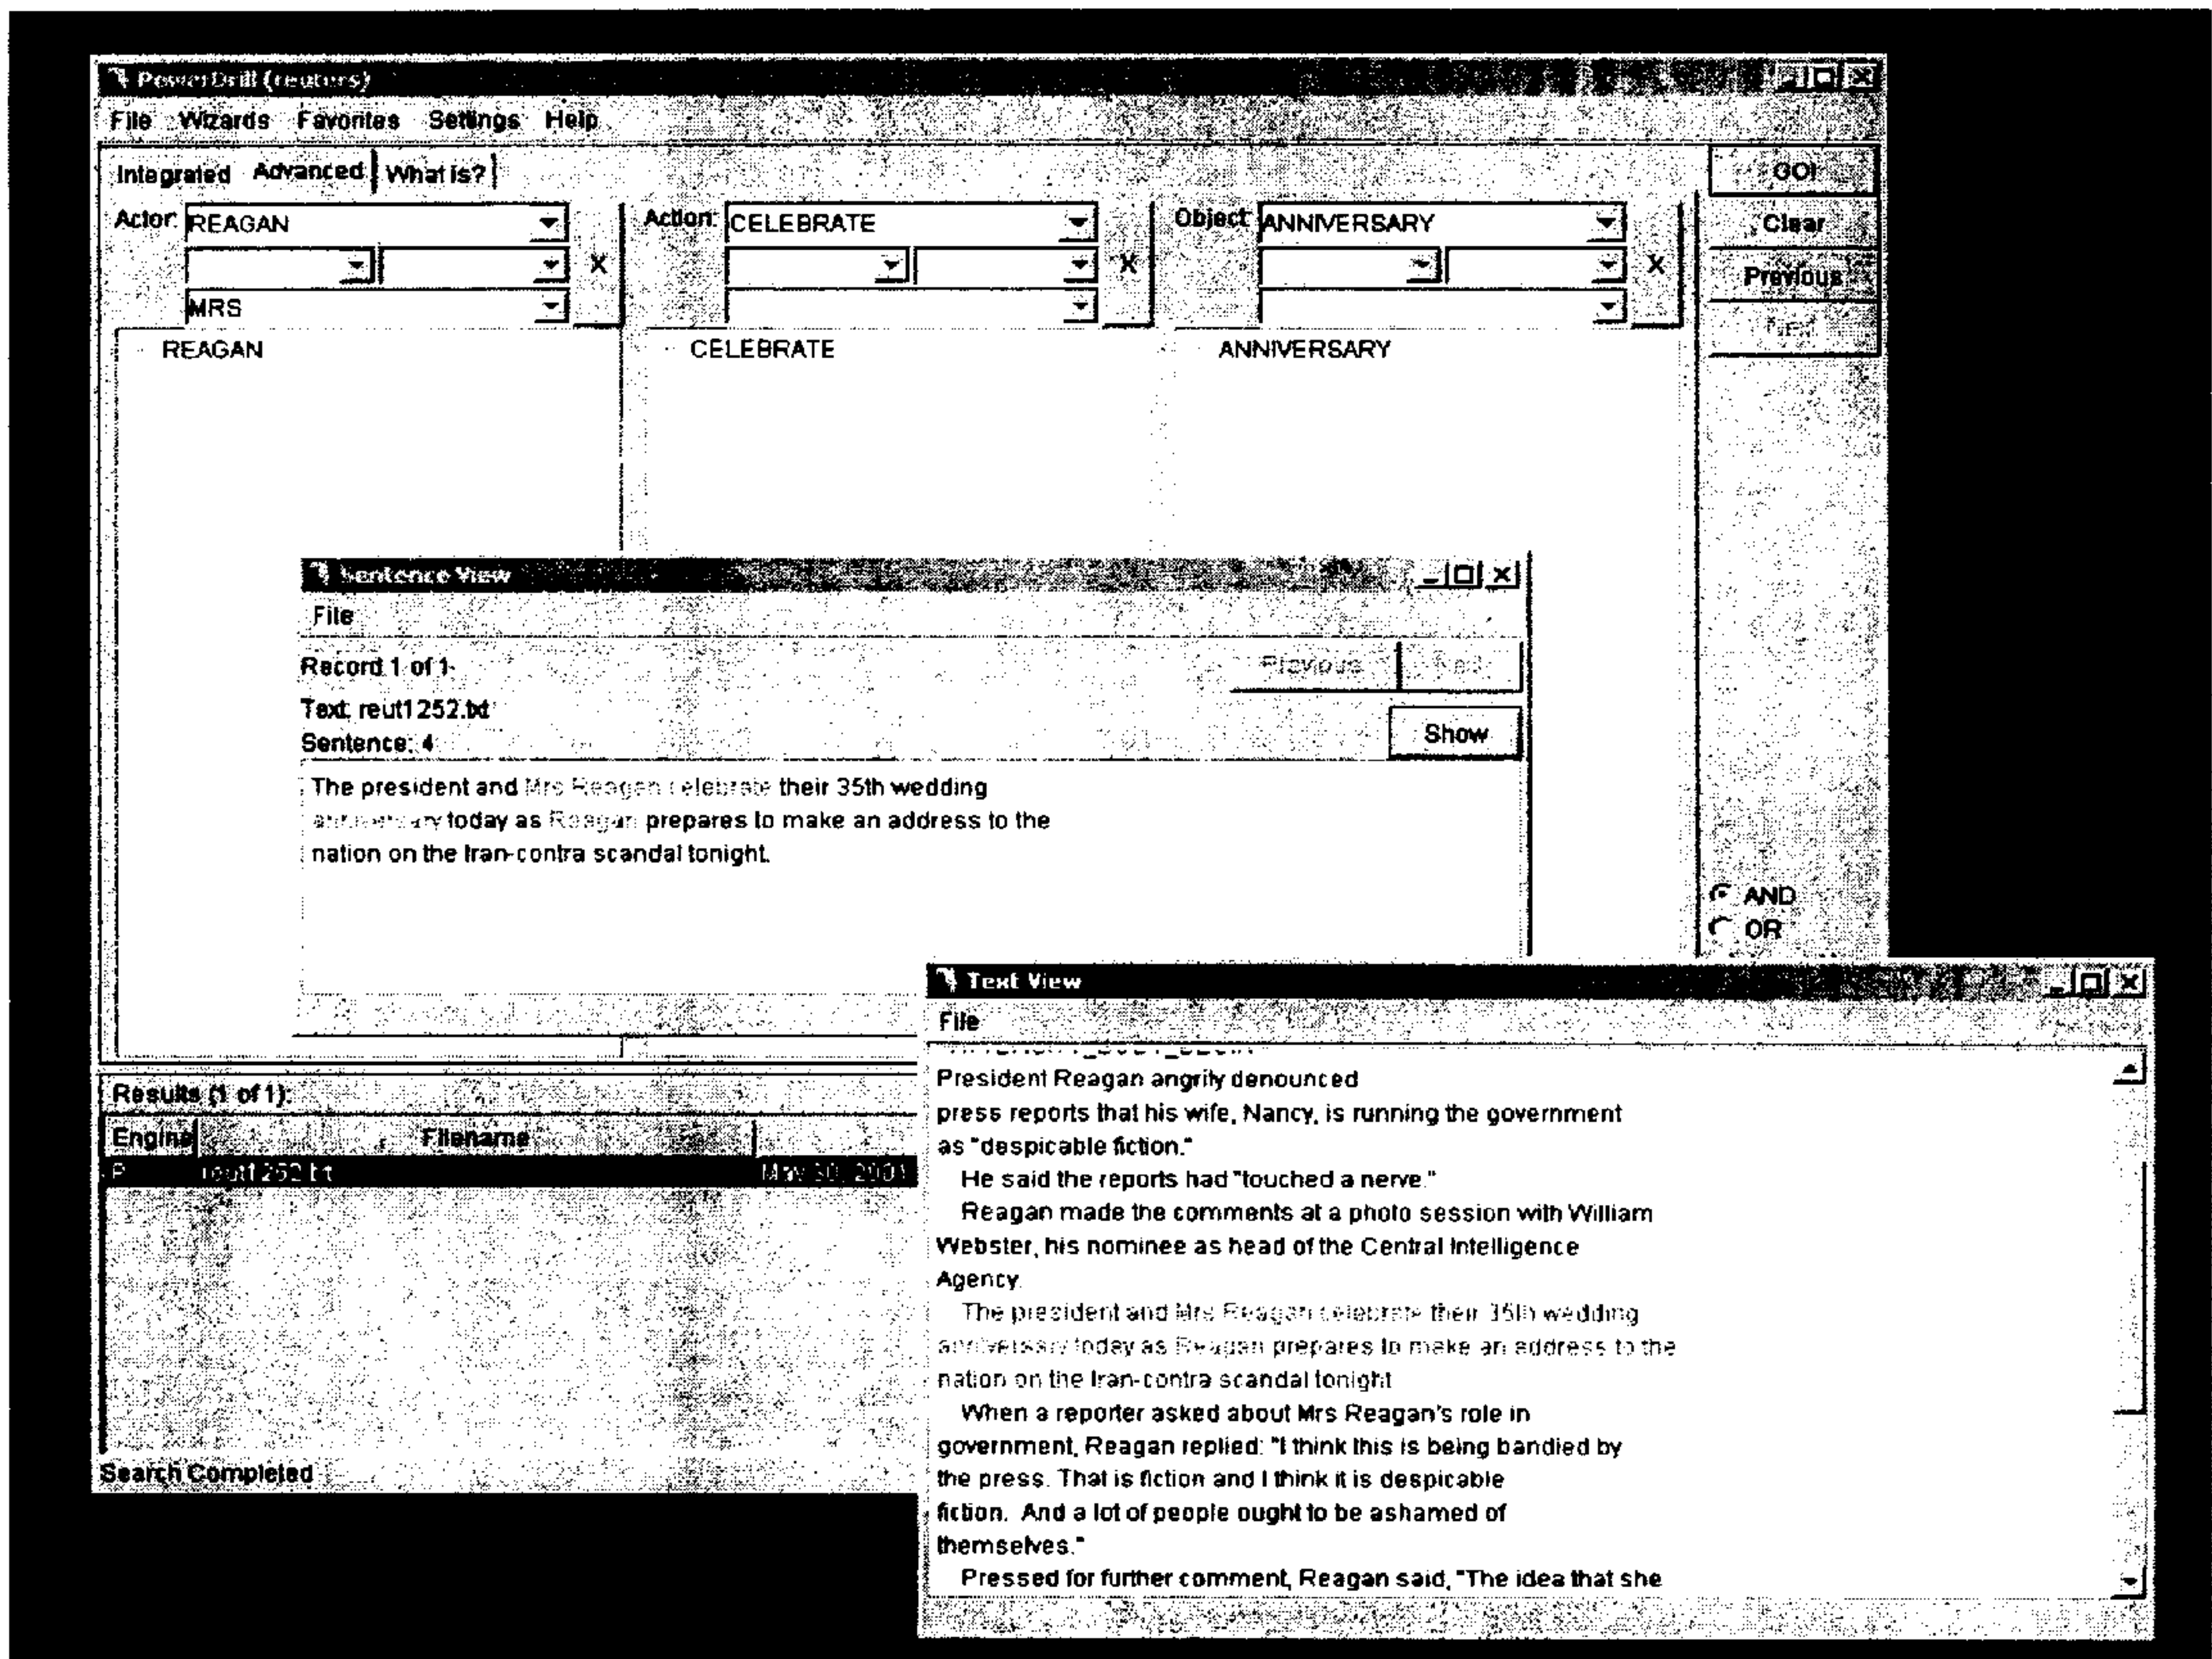 PowerDrill (reuters)
File Wizards Favorites Settings Help
Integrated Advanced What is?
GO!
Actor: REAGAN Action: CELEBRATE Object: ANNIVERSARY
Clear
X X X
Previous
MRS
Next
REAGAN CELEBRATE ANNIVERSARY
Sentence View
File
Record 1 of 1
Previous Next
Text: reut1252.txt
Show
Sentence: 4
The president and Mrs Reagan celebrate their 35th wedding
anniversary today as Reagan prepares to make an address to the
nation on the Iran-contra scandal tonight.
AND
OR
Results (1 of 1):
Engine Filename
P reut1252.txt May 30, 2001
Search Completed
Text View
File
President Reagan angrily denounced
press reports that his wife, Nancy, is running the government
as "despicable fiction."
He said the reports had "touched a nerve."
Reagan made the comments at a photo session with William
Webster, his nominee as head of the Central Intelligence
Agency.
The president and Mrs Reagan celebrate their 35th wedding
anniversary today as Reagan prepares to make an address to the
nation on the Iran-contra scandal tonight
When a reporter asked about Mrs Reagan's role in
government, Reagan replied: "I think this is being bandied by
the press. That is fiction and I think it is despicable
fiction. And a lot of people ought to be ashamed of
themselves."
Pressed for further comment, Reagan said, "The idea that she